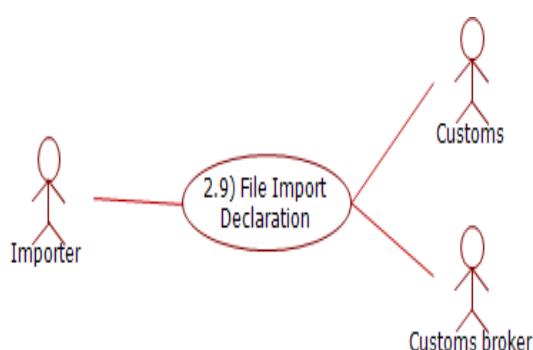 Customs
2.9) File Import
Declaration
Importer
Customs broker